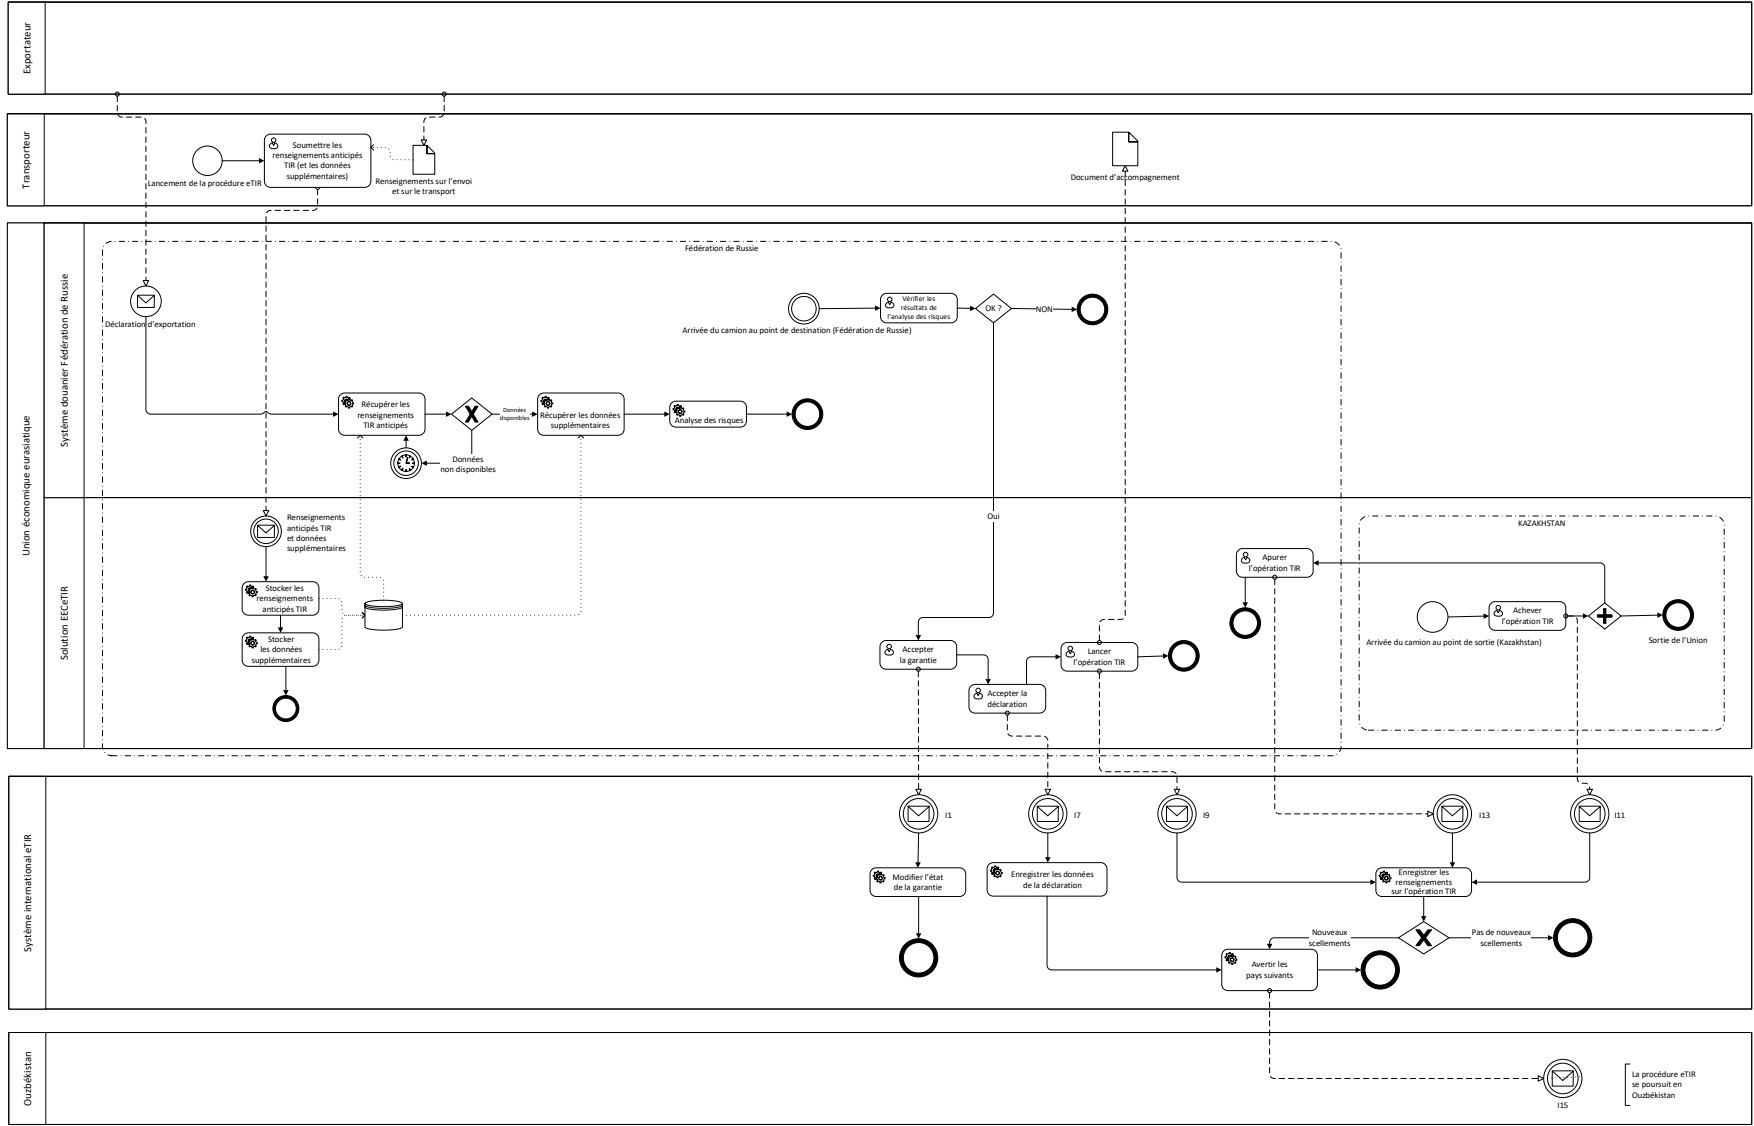 Exportateur
Transporteur
Lancement de la procédure eTIR
Soumettre les
renseignements anticipés
TIR (et les données
supplémentaires)
Renseignements sur l’envoi
et sur le transport
Document d’accompagnement
Union économique eurasiatique
Système douanier Fédération de Russie
Fédération de Russie
Déclaration d’exportation
Arrivée du camion au point de destination (Fédération de Russie)
Vérifier les
résultats de
l’analyse des risques
OK ?
NON
Récupérer les
renseignements
TIR anticipés
Données
disponibles
Données
non disponibles
Récupérer les données
supplémentaires
Analyse des risques
Oui
Solution EECeTIR
Renseignements
anticipés TIR
et données
supplémentaires
Stocker les
renseignements
anticipés TIR
Stocker
les données
supplémentaires
Accepter
la garantie
Accepter la
déclaration
Lancer
l’opération TIR
Apurer
l’opération TIR
KAZAKHSTAN
Arrivée du camion au point de sortie (Kazakhstan)
Achever
l’opération TIR
Sortie de l’Union
Système international eTIR
I1
I7
I9
I13
I11
Modifier l’état
de la garantie
Enregistrer les données
de la déclaration
Enregistrer les
renseignements
sur l’opération TIR
Nouveaux
scellements
Pas de nouveaux
scellements
Avertir les
pays suivants
Ouzbékistan
I15
La procédure eTIR
se poursuit en
Ouzbékistan